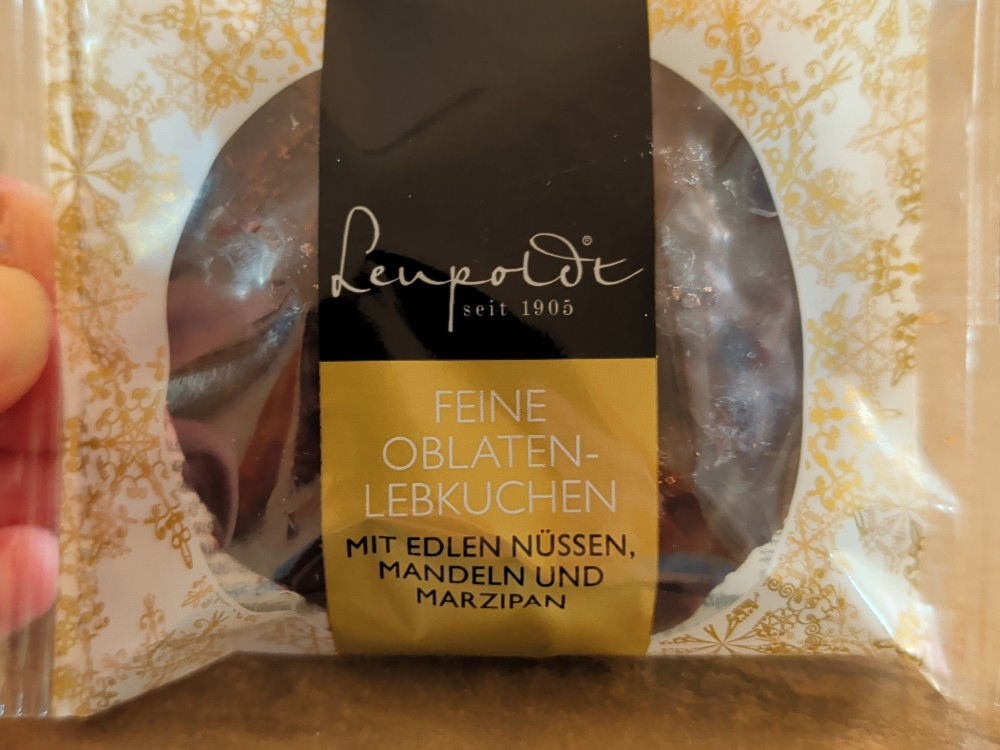 Leupoldt©
seit 1905
FEINE
OBLATEN-
LEBKUCHEN
MIT EDLEN NÜSSEN,
MANDELN UND
MARZIPAN